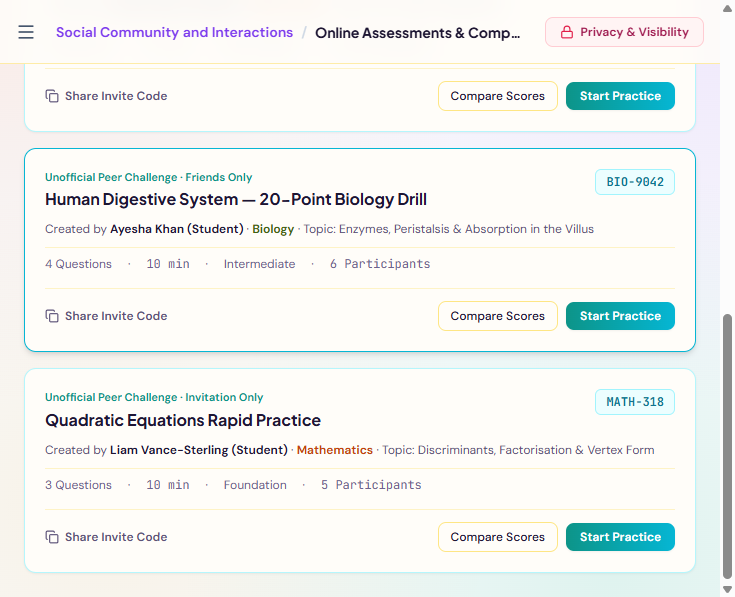 Social Community and Interactions / Online Assessments & Comp...
Privacy & Visibility
Share Invite Code
Compare Scores
Start Practice
Unofficial Peer Challenge · Friends Only
BIO-9042
Human Digestive System — 20-Point Biology Drill
Created by Ayesha Khan (Student) · Biology · Topic: Enzymes, Peristalsis & Absorption in the Villus
4 Questions · 10 min · Intermediate · 6 Participants
Share Invite Code
Compare Scores
Start Practice
Unofficial Peer Challenge · Invitation Only
MATH-318
Quadratic Equations Rapid Practice
Created by Liam Vance-Sterling (Student) · Mathematics · Topic: Discriminants, Factorisation & Vertex Form
3 Questions · 10 min · Foundation · 5 Participants
Share Invite Code
Compare Scores
Start Practice